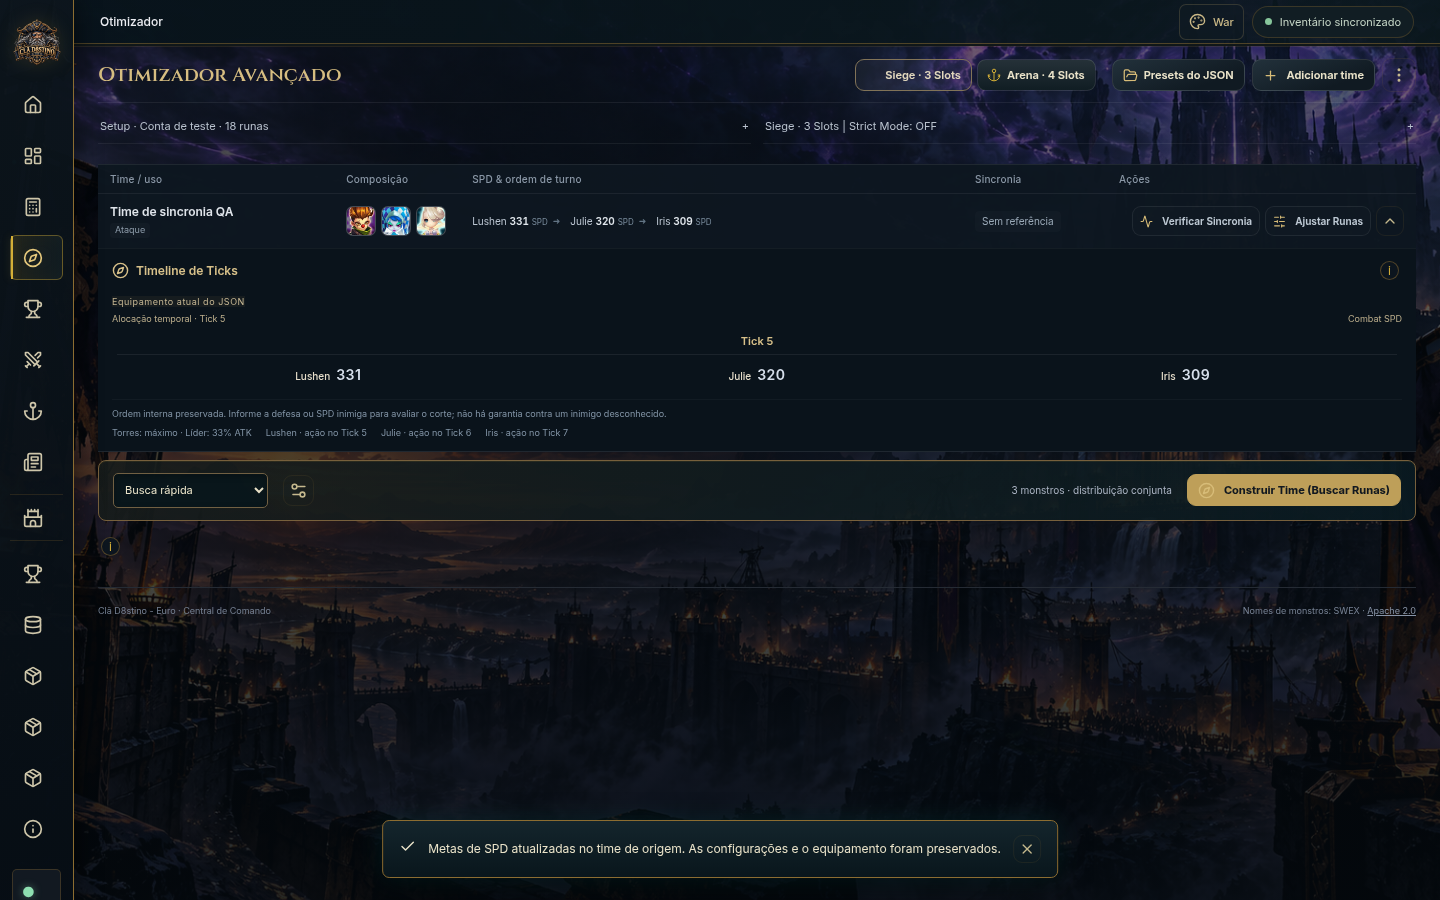 CLÃ D8STINO
Otimizador
War
Inventário sincronizado
Otimizador Avançado
Siege · 3 Slots
Arena · 4 Slots
Presets do JSON
Adicionar time
Setup · Conta de teste · 18 runas
+
Siege · 3 Slots | Strict Mode: OFF
+
Time / uso
Composição
SPD & ordem de turno
Sincronia
Ações
Time de sincronia QA
Ataque
Lushen 331 SPD → Julie 320 SPD → Iris 309 SPD
Sem referência
Verificar Sincronia
Ajustar Runas
Timeline de Ticks
i
Equipamento atual do JSON
Alocação temporal · Tick 5
Combat SPD
Tick 5
Lushen 331
Julie 320
Iris 309
Ordem interna preservada. Informe a defesa ou SPD inimiga para avaliar o corte; não há garantia contra um inimigo desconhecido.
Torres: máximo · Líder: 33% ATK Lushen · ação no Tick 5 Julie · ação no Tick 6 Iris · ação no Tick 7
Busca rápida
3 monstros · distribuição conjunta
Construir Time (Buscar Runas)
i
Clã D8stino - Euro · Central de Comando
Nomes de monstros: SWEX · Apache 2.0
Metas de SPD atualizadas no time de origem. As configurações e o equipamento foram preservados.